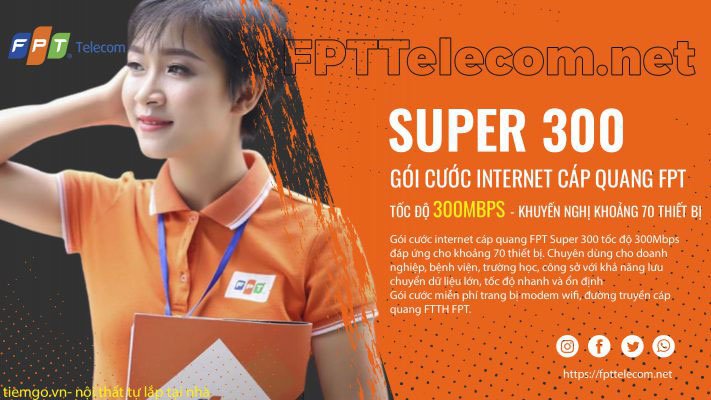 FPT Telecom
FPTTelecom.net
SUPER 300
GÓI CƯỚC INTERNET CÁP QUANG FPT
TỐC ĐỘ 300MBPS - KHUYẾN NGHỊ KHOẢNG 70 THIẾT BỊ
Gói cước internet cáp quang FPT Super 300 tốc độ 300Mbps
đáp ứng cho khoảng 70 thiết bị. Chuyên dùng cho doanh
nghiệp, bệnh viện, trường học, công sở với khả năng lưu
chuyển dữ liệu lớn, tốc độ nhanh và ổn định
Gói cước miễn phí trang bị modem wifi, đường truyền cáp
quang FTTH FPT.
FPT
https://fpttelecom.net
tiemgo.vn- nội thất tự lắp tại nhà